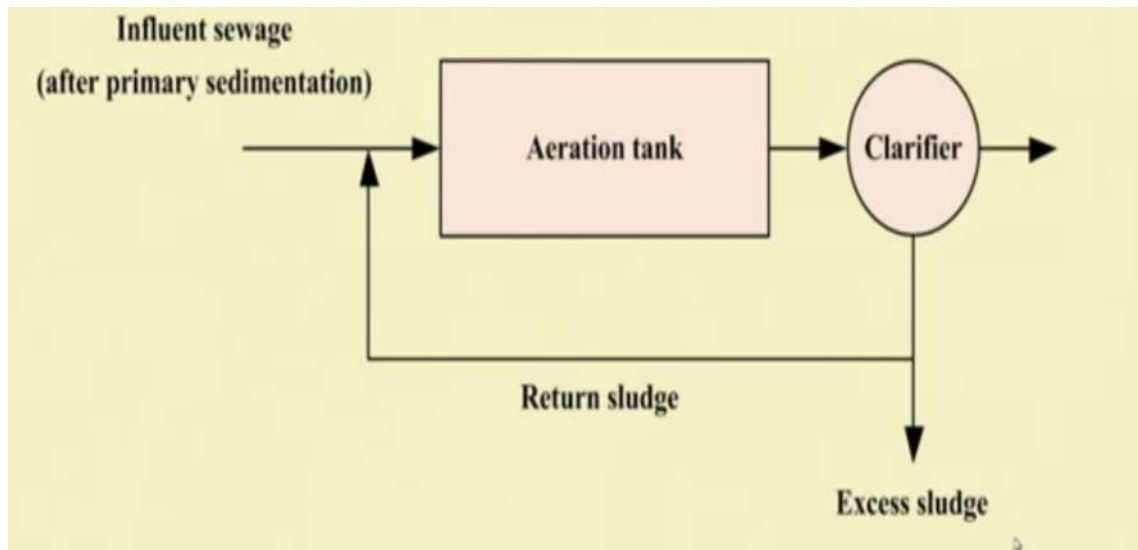 Influent sewage
(after primary sedimentation)
Aeration tank
Clarifier
Return sludge
Excess sludge